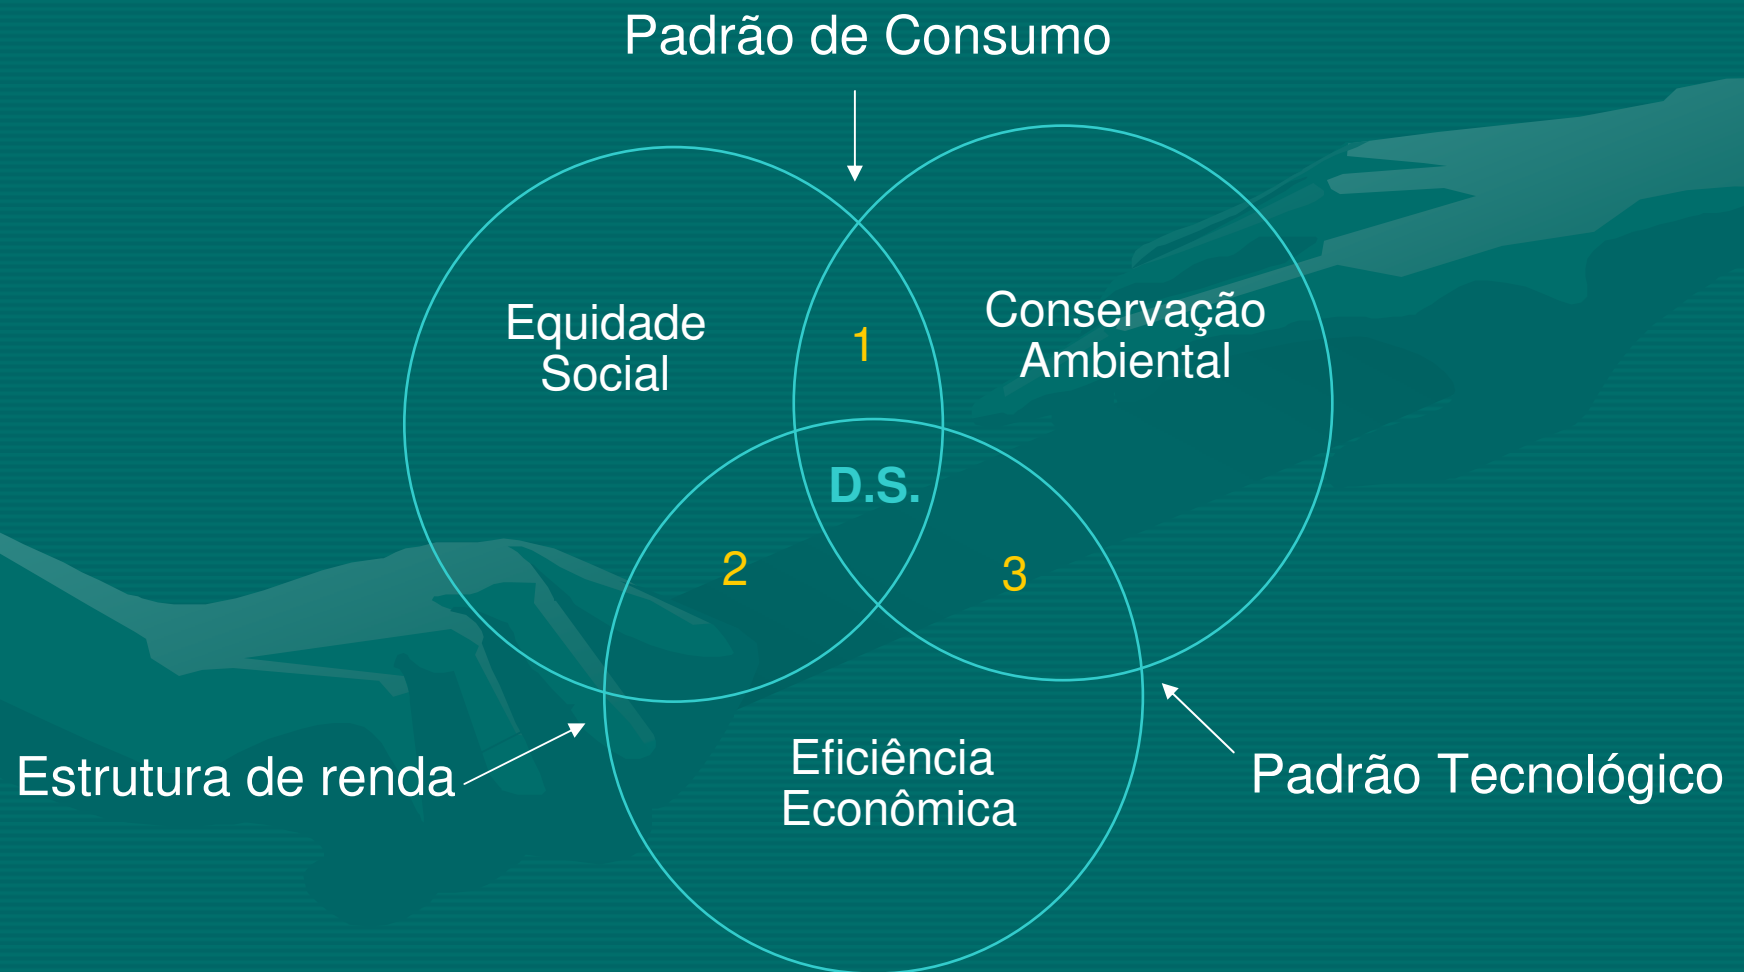 Padrão de Consumo
Equidade
Social
1
Conservação
Ambiental
D.S.
2
3
Estrutura de renda
Eficiência
Econômica
Padrão Tecnológico